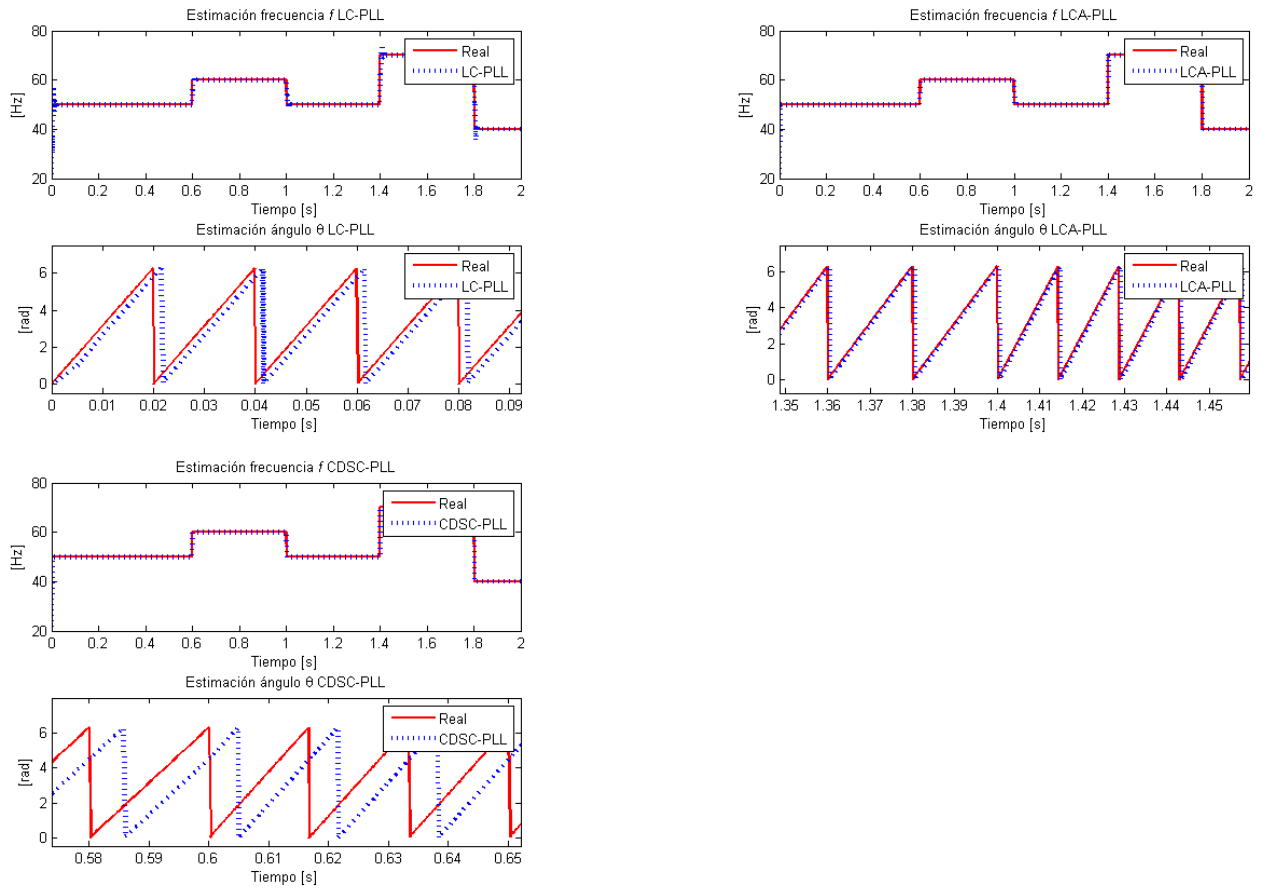 Estimación frecuencia f LC-PLL
80
60
40
20
[Hz]
Real
LC-PLL
0 0.2 0.4 0.6 0.8 1 1.2 1.4 1.6 1.8 2
Tiempo [s]
Estimación ángulo θ LC-PLL
6
4
2
0
[rad]
Real
LC-PLL
0 0.01 0.02 0.03 0.04 0.05 0.06 0.07 0.08 0.09
Tiempo [s]
Estimación frecuencia f LCA-PLL
80
60
40
20
[Hz]
Real
LCA-PLL
0 0.2 0.4 0.6 0.8 1 1.2 1.4 1.6 1.8 2
Tiempo [s]
Estimación ángulo θ LCA-PLL
6
4
2
0
[rad]
Real
LCA-PLL
1.35 1.36 1.37 1.38 1.39 1.4 1.41 1.42 1.43 1.44 1.45
Tiempo [s]
Estimación frecuencia f CDSC-PLL
80
60
40
20
[Hz]
Real
CDSC-PLL
0 0.2 0.4 0.6 0.8 1 1.2 1.4 1.6 1.8 2
Tiempo [s]
Estimación ángulo θ CDSC-PLL
6
4
2
0
[rad]
Real
CDSC-PLL
0.58 0.59 0.6 0.61 0.62 0.63 0.64 0.65
Tiempo [s]